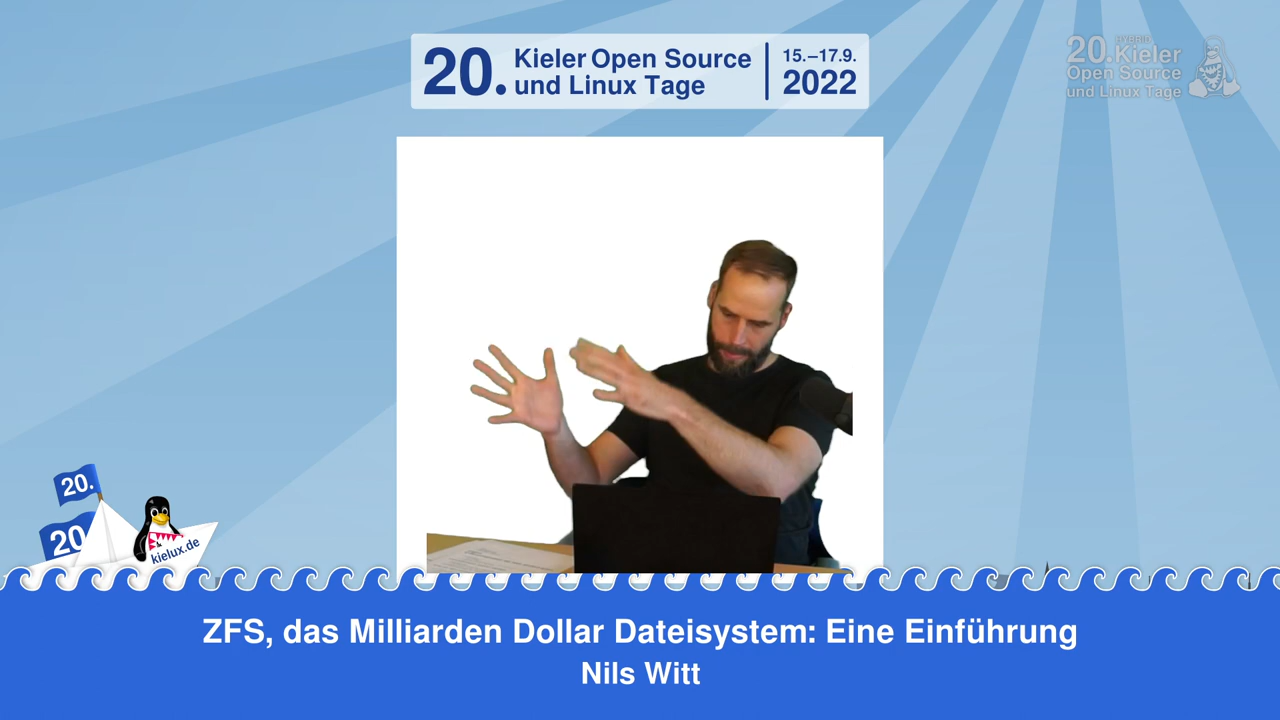 20. Kieler Open Source
und Linux Tage
15.–17.9.
2022
HYBRID
20. Kieler
Open Source
und Linux Tage
20.
20
kielux.de
ZFS, das Milliarden Dollar Dateisystem: Eine Einführung
Nils Witt